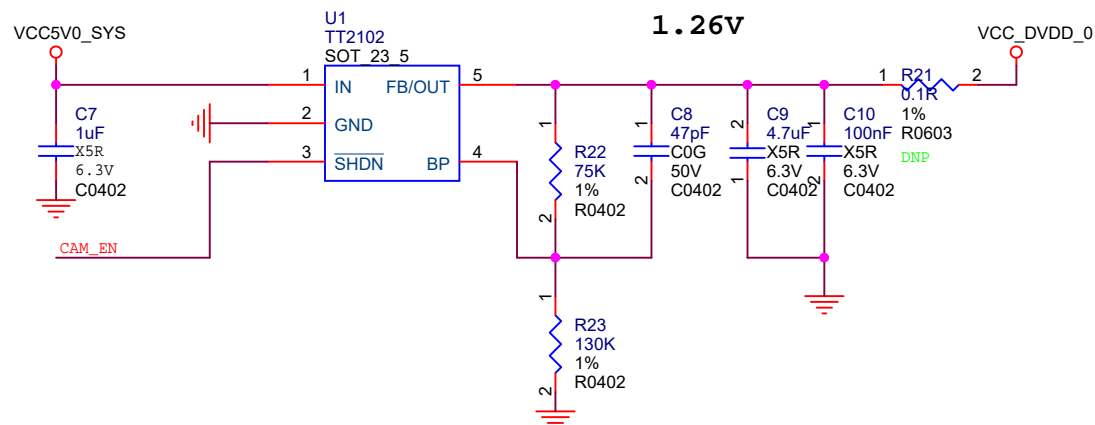 VCC5V0_SYS
U1
TT2102
SOT_23_5
1.26V
VCC_DVDD_0
1
IN
FB/OUT
5
2
GND
3
SHDN
BP
4
C7
1uF
X5R
6.3V
C0402
CAM_EN
1
R22
75K
1%
R0402
2
1
C8
47pF
C0G
50V
C0402
2
2
C9
4.7uF
X5R
6.3V
C0402
1
1
C10
100nF
X5R
6.3V
C0402
2
1
R21
2
0.1R
1%
R0603
DNP
1
R23
130K
1%
R0402
2